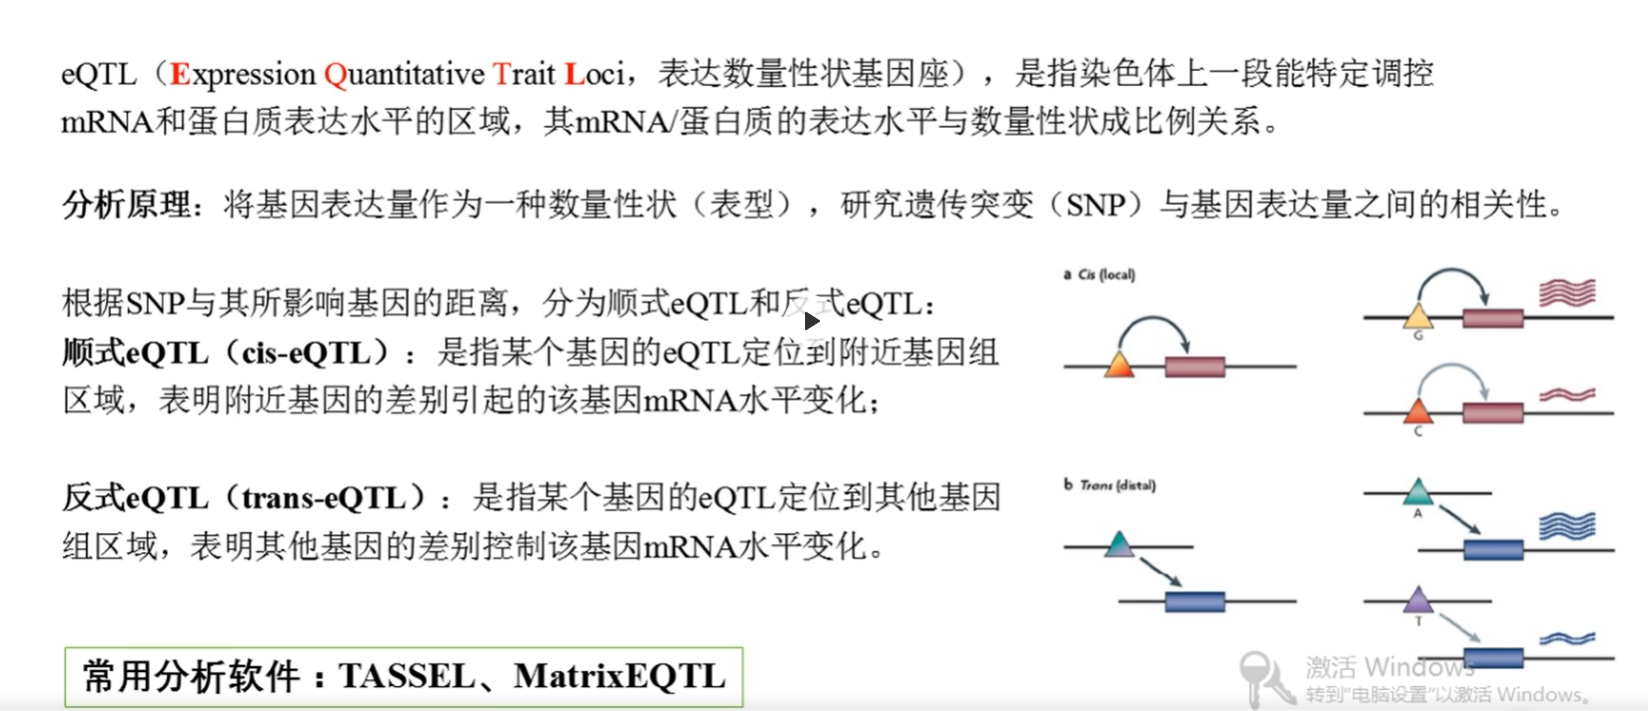 eQTL（Expression Quantitative Trait Loci，表达数量性状基因座），是指染色体上一段能特定调控
mRNA和蛋白质表达水平的区域，其mRNA/蛋白质的表达水平与数量性状成比例关系。
分析原理：将基因表达量作为一种数量性状（表型），研究遗传突变（SNP）与基因表达量之间的相关性。
根据SNP与其所影响基因的距离，分为顺式eQTL和反式eQTL：
顺式eQTL（cis-eQTL）：是指某个基因的eQTL定位到附近基因组
区域，表明附近基因的差别引起的该基因mRNA水平变化；
反式eQTL（trans-eQTL）：是指某个基因的eQTL定位到其他基因
组区域，表明其他基因的差别控制该基因mRNA水平变化。
常用分析软件：TASSEL、MatrixEQTL
a Cis (local)
G
C
b Trans (distal)
A
T
激活 Windows
转到“电脑设置”以激活 Windows。